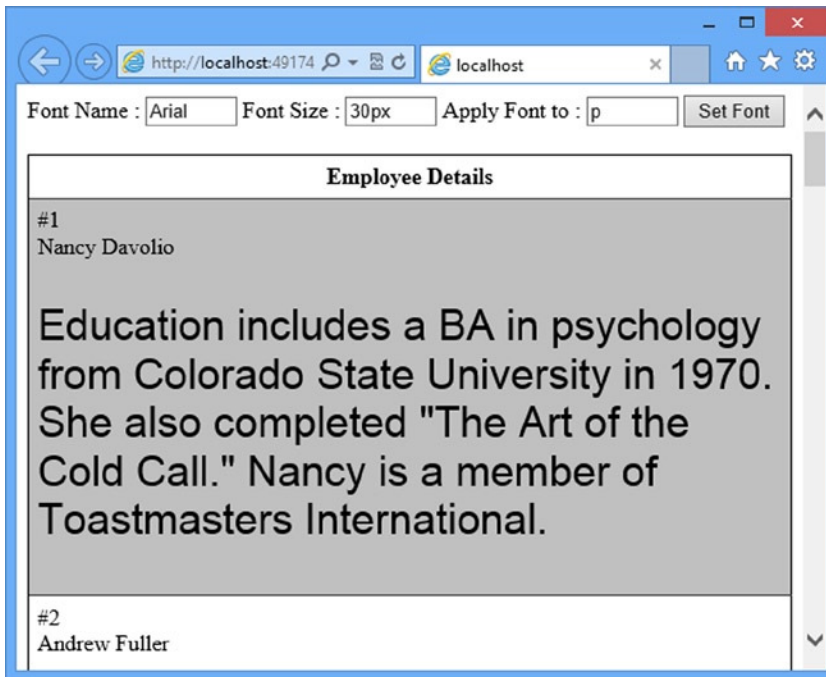 http://localhost:49174
localhost
Font Name : Arial Font Size : 30px Apply Font to : p Set Font
Employee Details
#1
Nancy Davolio
Education includes a BA in psychology
from Colorado State University in 1970.
She also completed "The Art of the
Cold Call." Nancy is a member of
Toastmasters International.
#2
Andrew Fuller